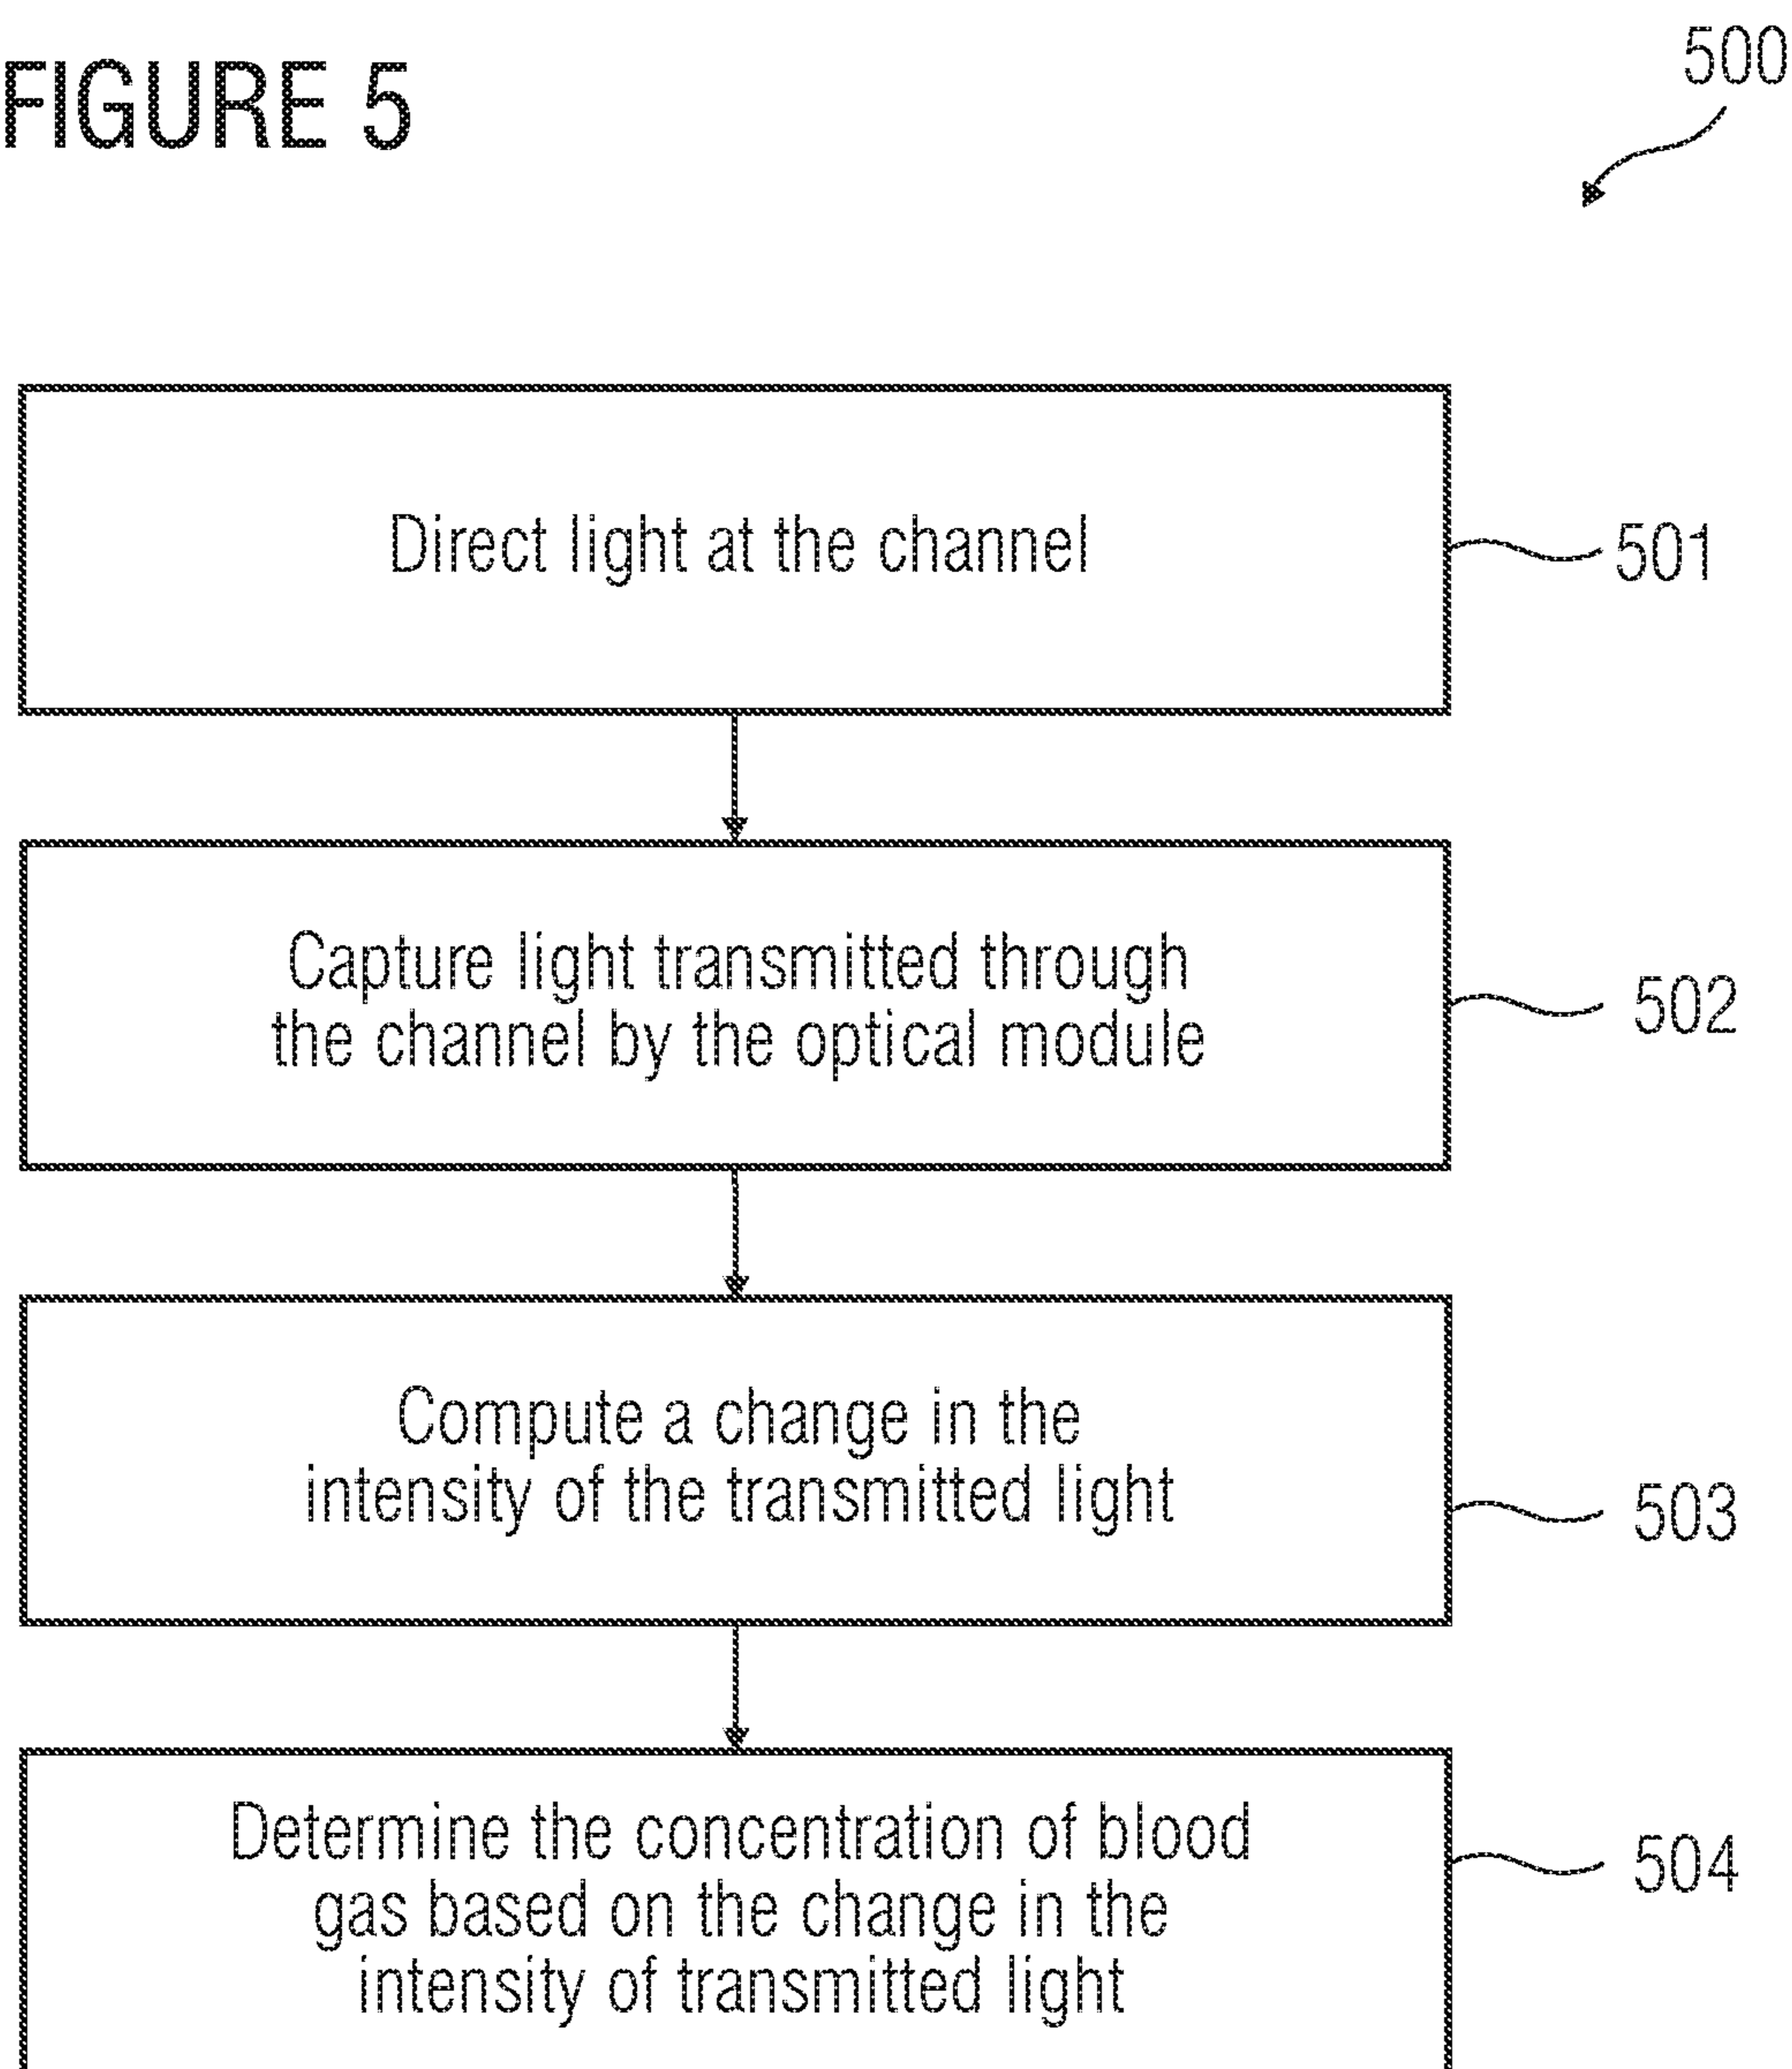 FIGURE 5
500
Direct light at the channel
501
Capture light transmitted through
the channel by the optical module
502
Compute a change in the
intensity of the transmitted light
503
Determine the concentration of blood
gas based on the change in the
intensity of transmitted light
504